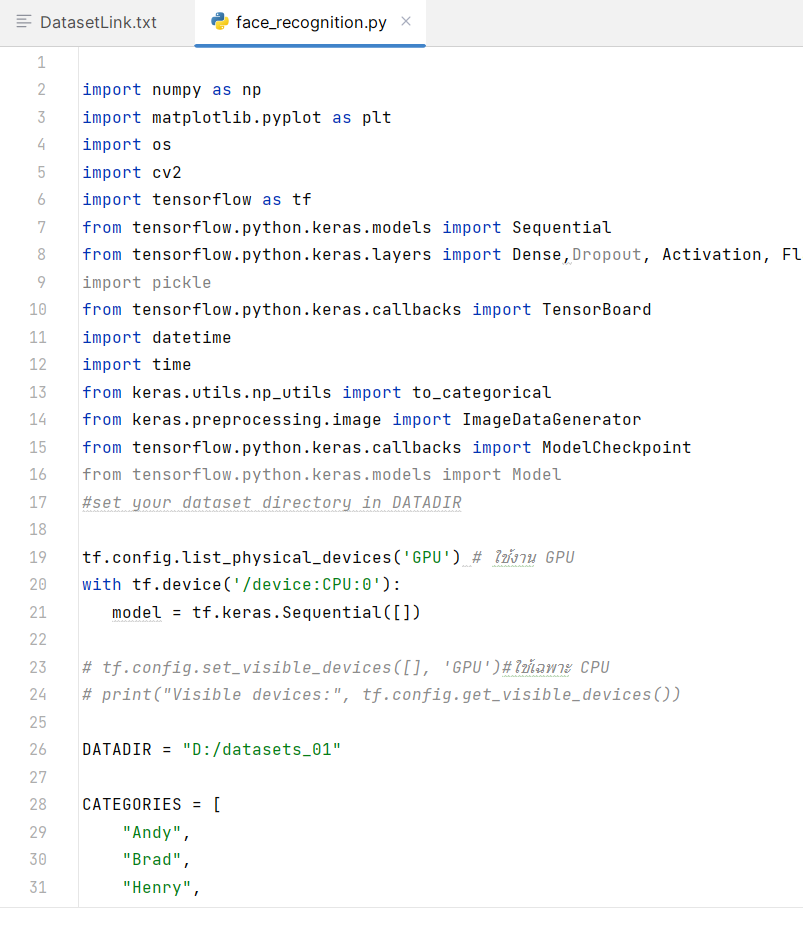 DatasetLink.txt face_recognition.py
1
2 import numpy as np
3 import matplotlib.pyplot as plt
4 import os
5 import cv2
6 import tensorflow as tf
7 from tensorflow.python.keras.models import Sequential
8 from tensorflow.python.keras.layers import Dense,Dropout, Activation, Fl
9 import pickle
10 from tensorflow.python.keras.callbacks import TensorBoard
11 import datetime
12 import time
13 from keras.utils.np_utils import to_categorical
14 from keras.preprocessing.image import ImageDataGenerator
15 from tensorflow.python.keras.callbacks import ModelCheckpoint
16 from tensorflow.python.keras.models import Model
17 #set your dataset directory in DATADIR
18
19 tf.config.list_physical_devices('GPU') # ใช้งาน GPU
20 with tf.device('/device:CPU:0'):
21 model = tf.keras.Sequential([])
22
23 # tf.config.set_visible_devices([], 'GPU')#ใช้เฉพาะ CPU
24 # print("Visible devices:", tf.config.get_visible_devices())
25
26 DATADIR = "D:/datasets_01"
27
28 CATEGORIES = [
29 "Andy",
30 "Brad",
31 "Henry",